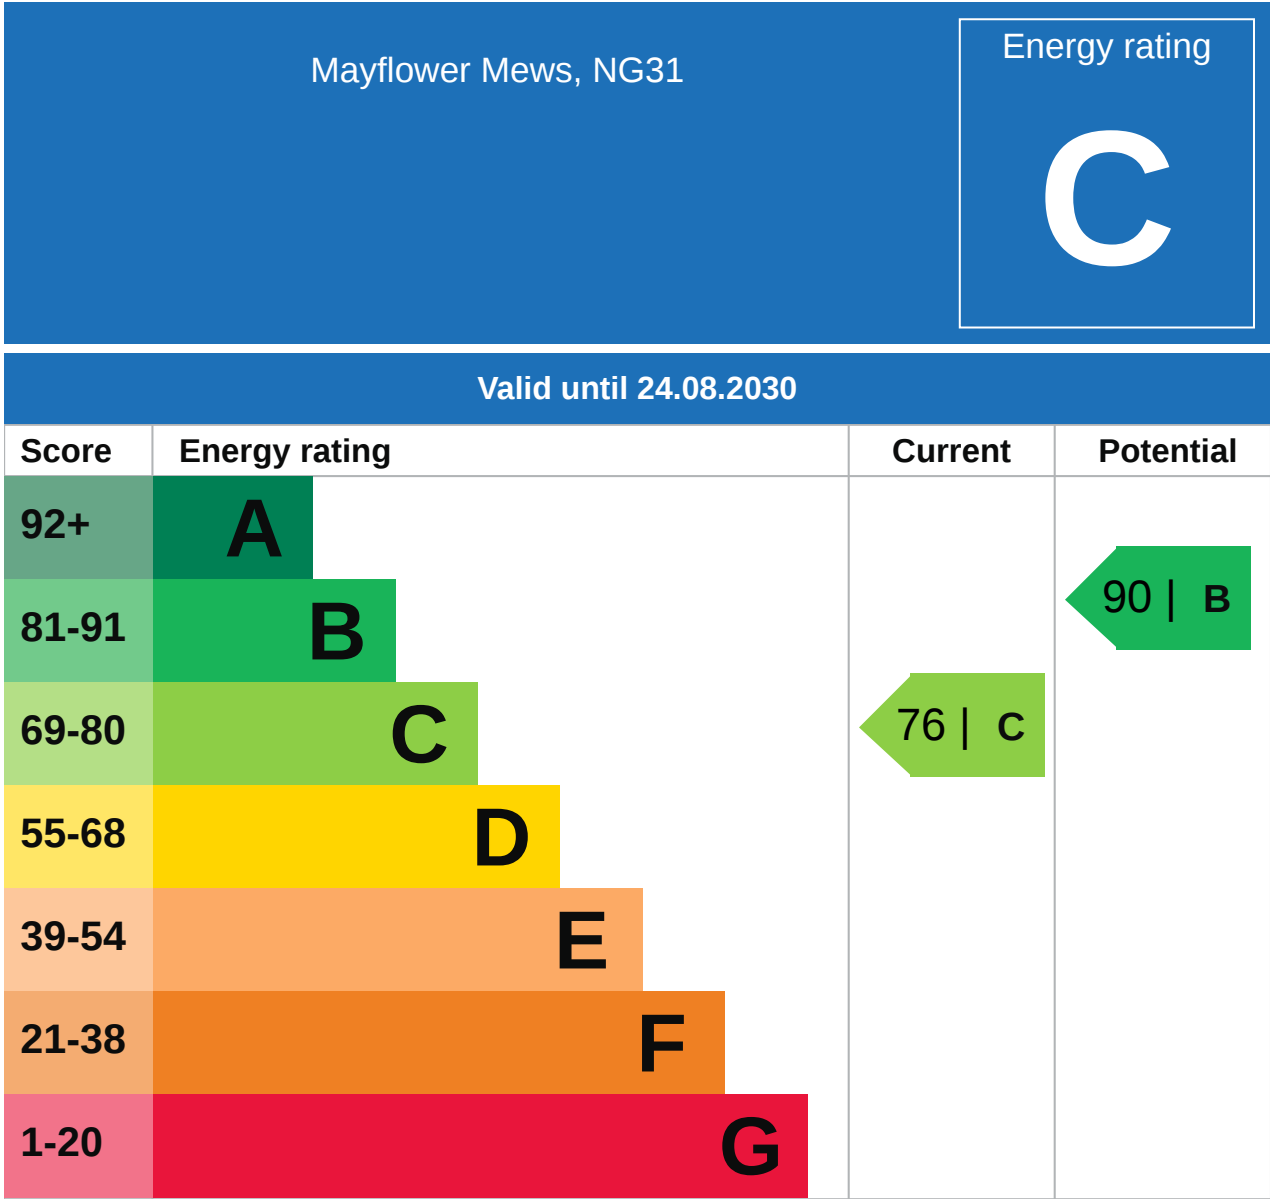 Mayflower Mews, NG31
Energy rating
C
Valid until 24.08.2030
Score Energy rating Current Potential
92+ A
81-91 B
90 | B
69-80 C
76 | C
55-68 D
39-54 E
21-38 F
1-20 G